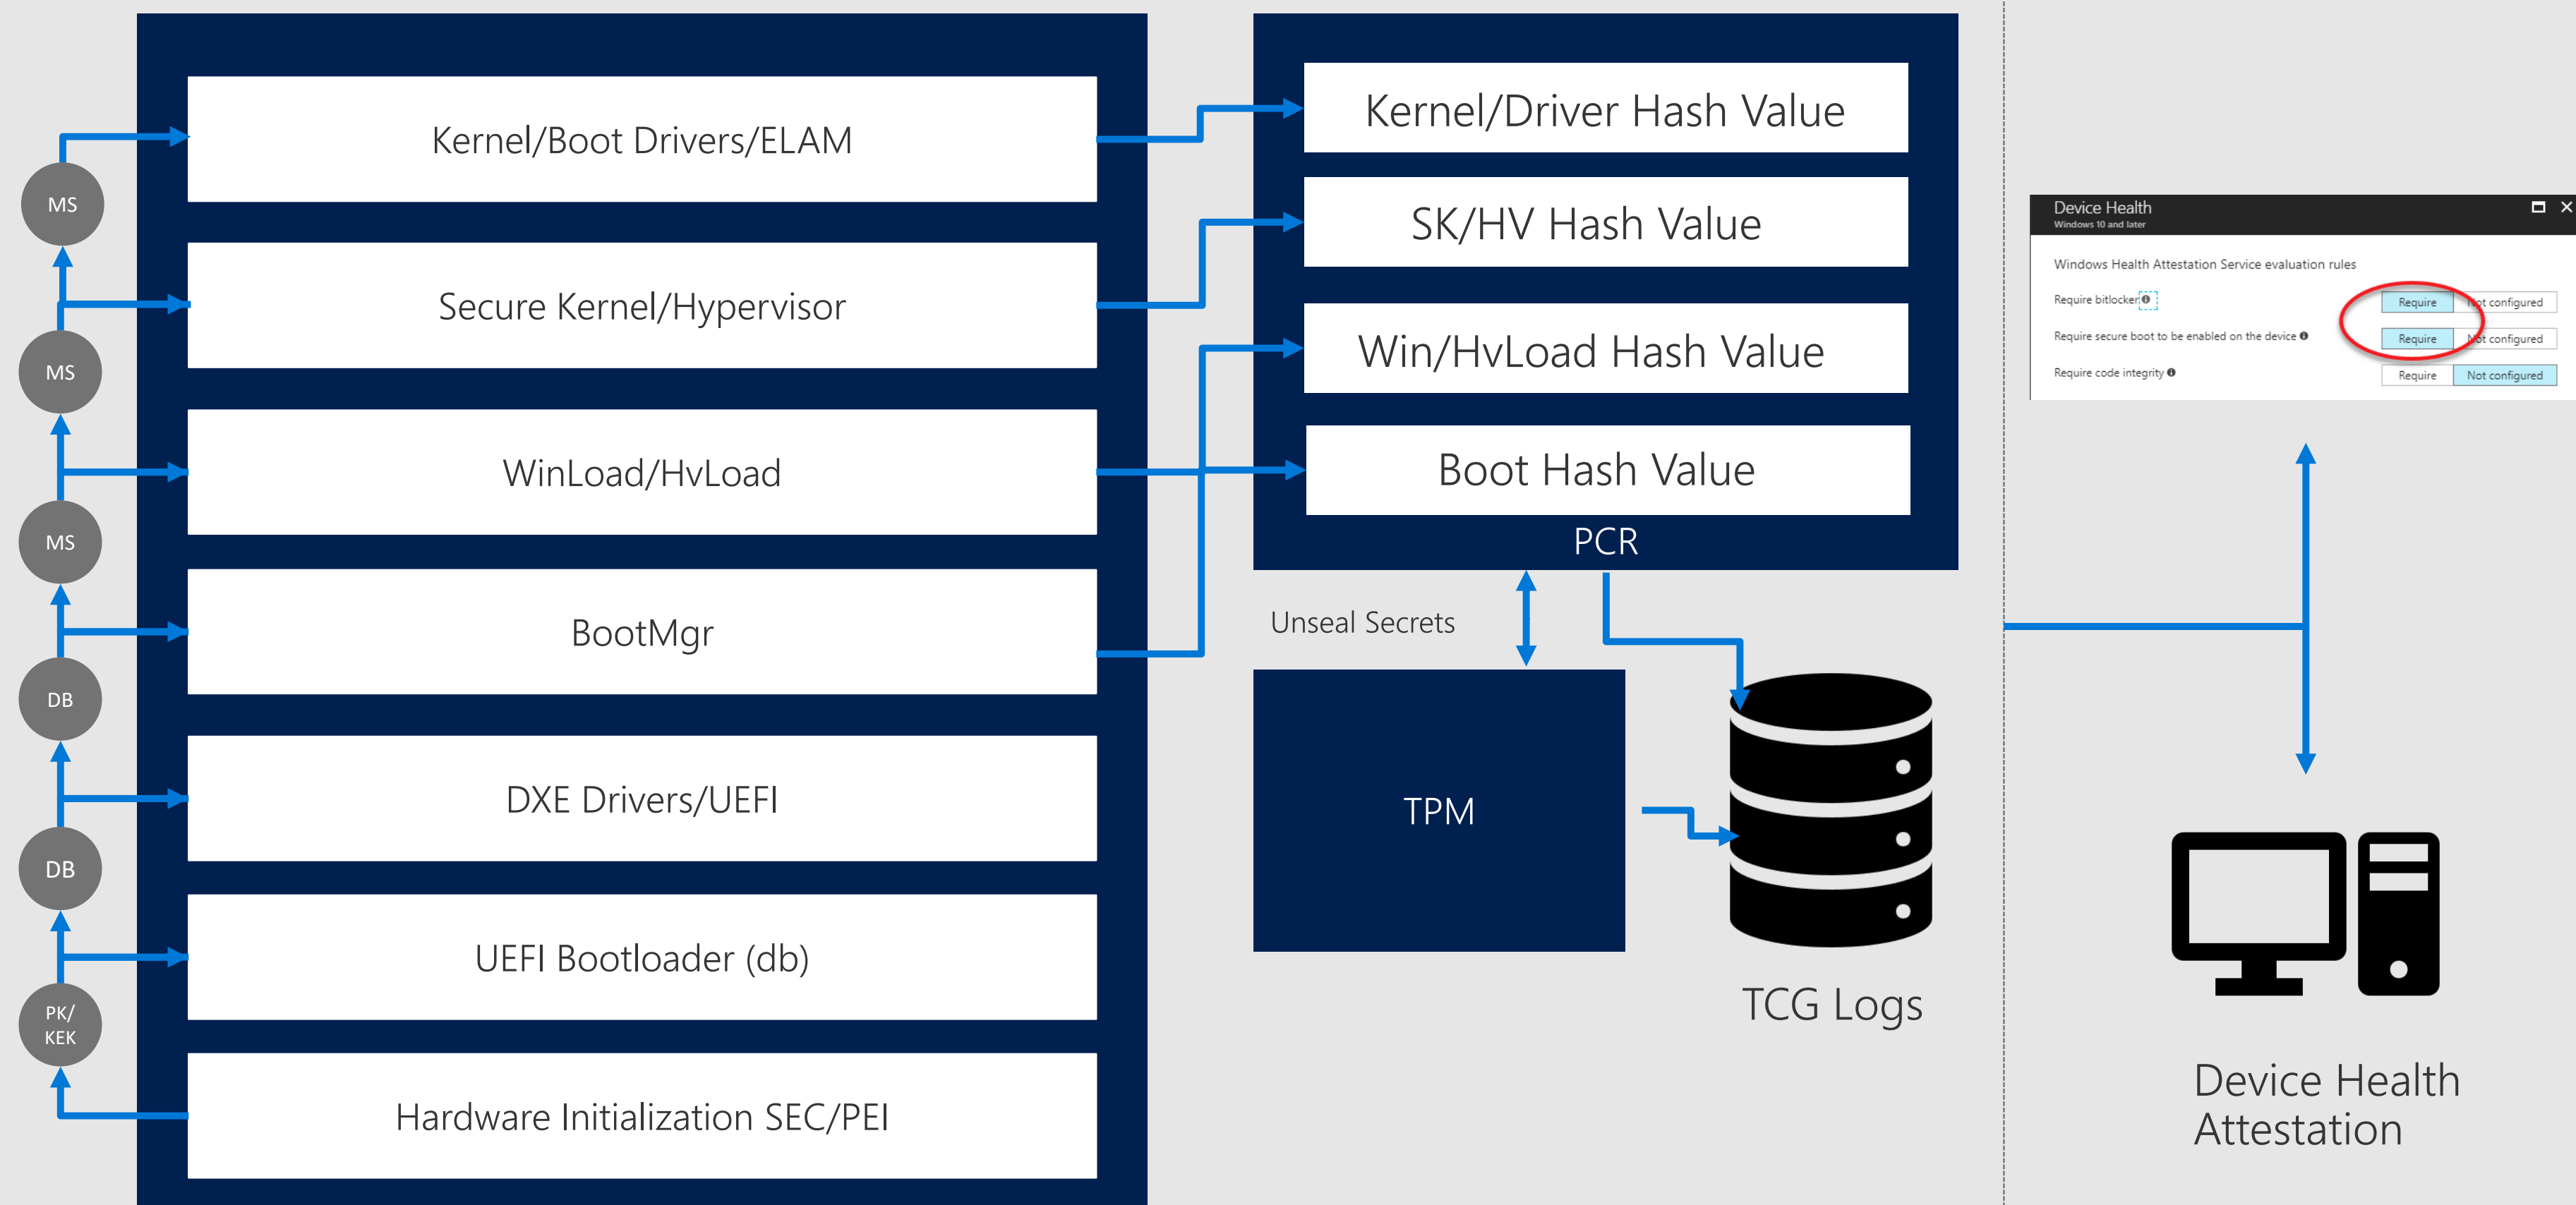 Kernel/Boot Drivers/ELAM
Secure Kernel/Hypervisor
WinLoad/HvLoad
BootMgr
DXE Drivers/UEFI
UEFI Bootloader (db)
Hardware Initialization SEC/PEI
MS
MS
MS
DB
DB
PK/
KEK
Kernel/Driver Hash Value
SK/HV Hash Value
Win/HvLoad Hash Value
Boot Hash Value
PCR
Unseal Secrets
TPM
TCG Logs
Device Health
Windows 10 and later
Windows Health Attestation Service evaluation rules
Require bitlocker
Require Not configured
Require secure boot to be enabled on the device
Require Not configured
Require code integrity
Require Not configured
Device Health
Attestation